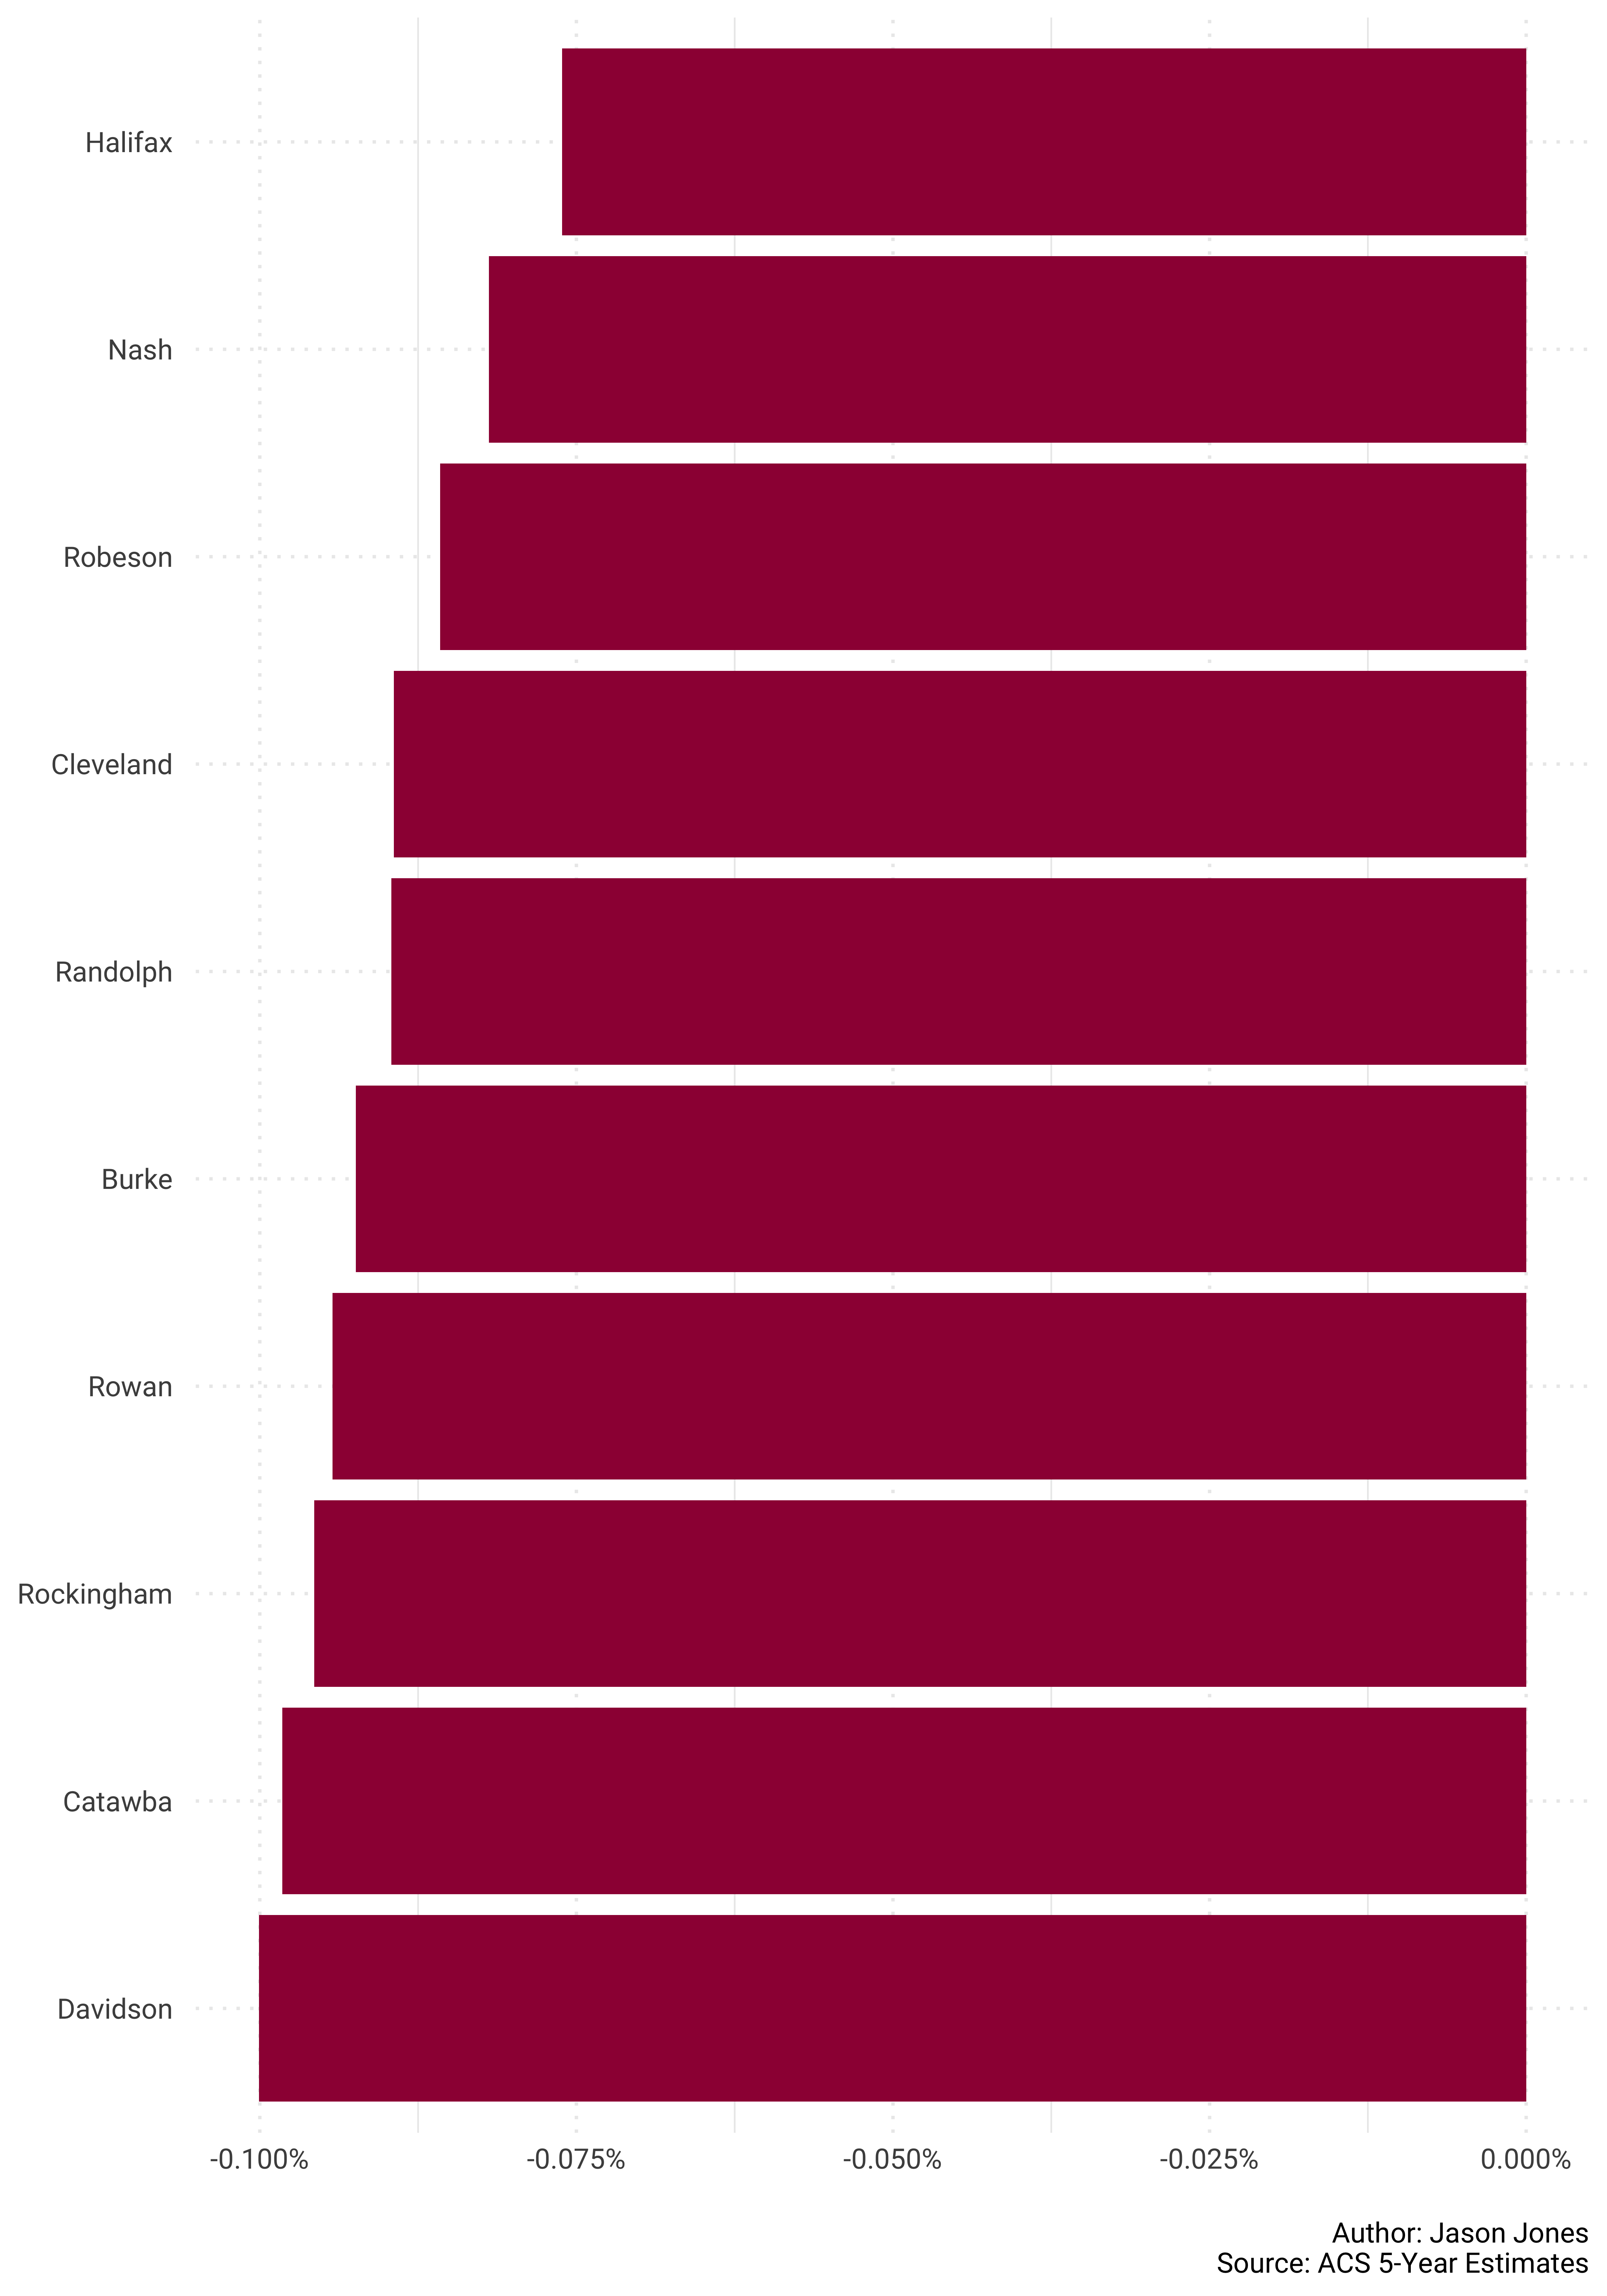 Halifax
Nash
Robeson
Cleveland
Randolph
Burke
Rowan
Rockingham
Catawba
Davidson
-0.100% -0.075% -0.050% -0.025% 0.000%
Author: Jason Jones
Source: ACS 5-Year Estimates